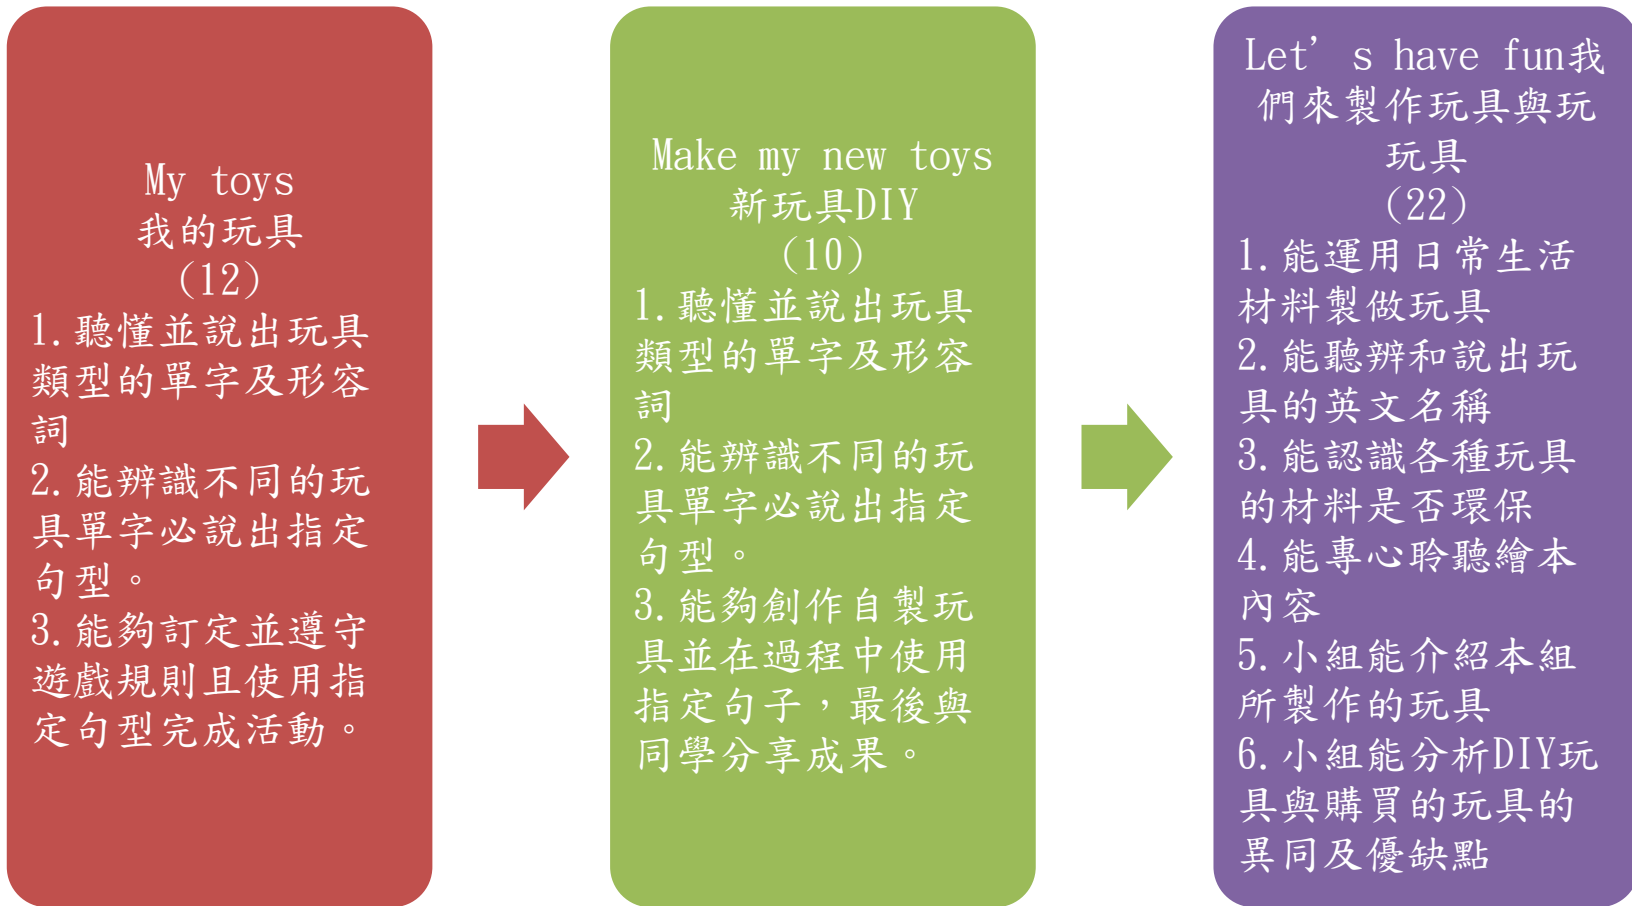 My toys
我的玩具
(12)
1.聽懂並說出玩具
類型的單字及形容
詞
2.能辨識不同的玩
具單字必說出指定
句型。
3.能夠訂定並遵守
遊戲規則且使用指
定句型完成活動。
Make my new toys
新玩具DIY
(10)
1.聽懂並說出玩具
類型的單字及形容
詞
2.能辨識不同的玩
具單字必說出指定
句型。
3.能夠創作自製玩
具並在過程中使用
指定句子，最後與
同學分享成果。
Let’s have fun我
們來製作玩具與玩
玩具
(22)
1.能運用日常生活
材料製做玩具
2.能聽辨和說出玩
具的英文名稱
3.能認識各種玩具
的材料是否環保
4.能專心聆聽繪本
內容
5.小組能介紹本組
所製作的玩具
6.小組能分析DIY玩
具與購買的玩具的
異同及優缺點